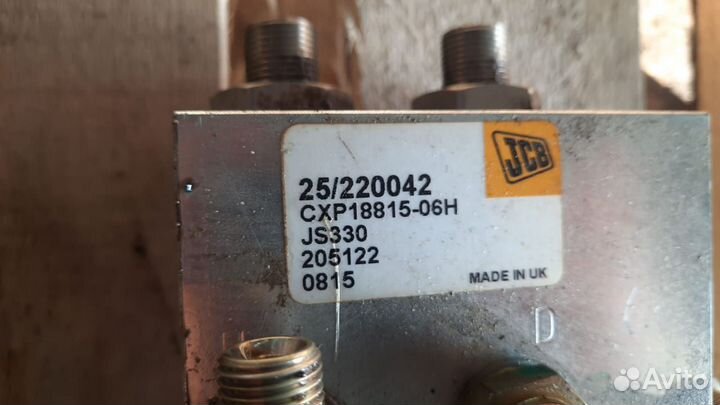 JCB
25/220042
CXP18815-06H
JS330
205122
0815
MADE IN UK
D
Avito